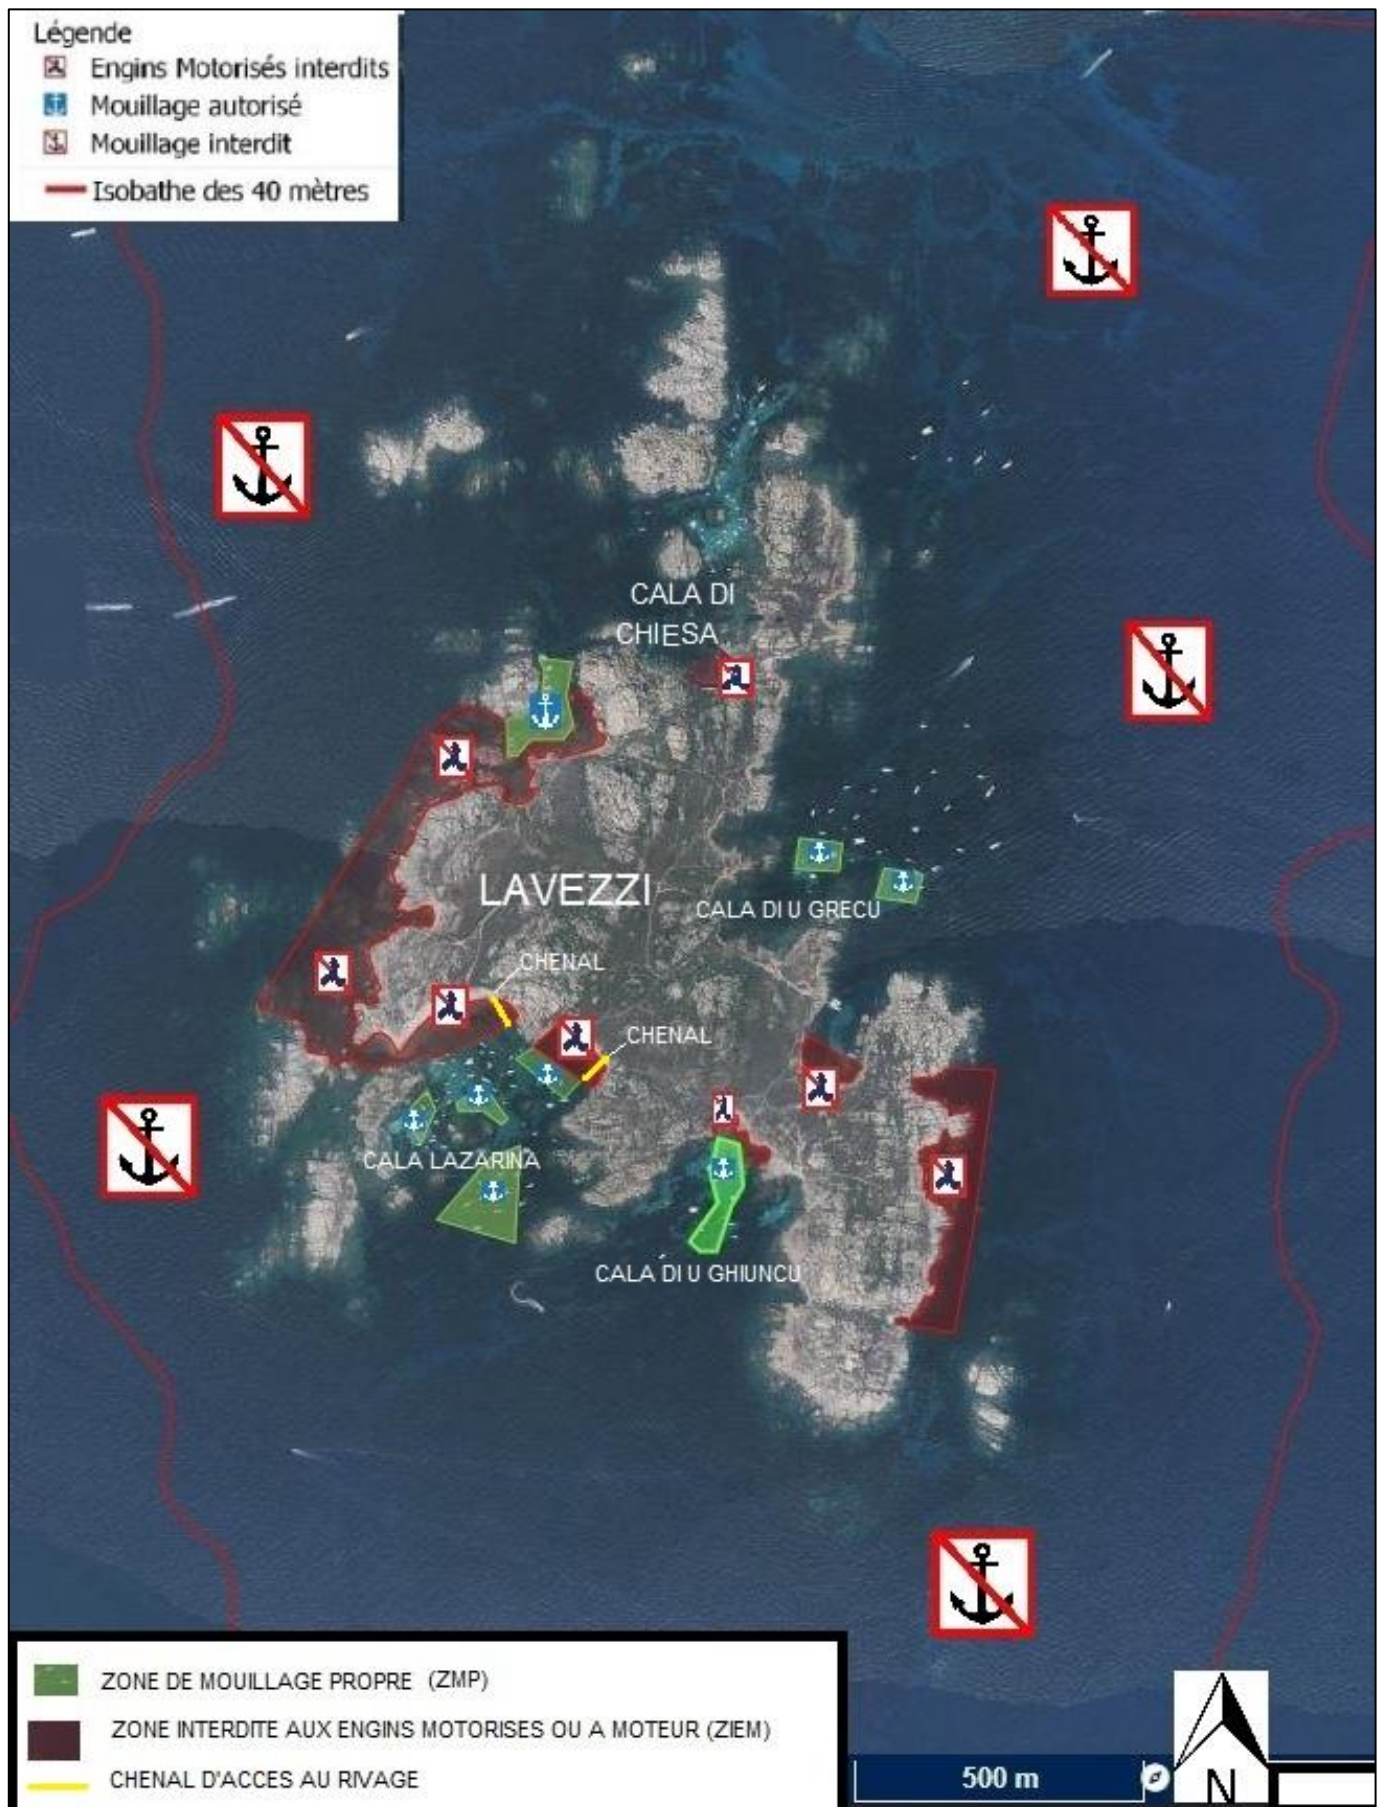 Légende
Engins Motorisés interdits
Mouillage autorisé
Mouillage interdit
Isobathe des 40 mètres
CALA DI
CHIESA
LAVEZZI
CALA DI U GRECU
CHENAL
CHENAL
CALA LAZARINA
CALA DI U GHIUNCU
ZONE DE MOUILLAGE PROPRE (ZMP)
ZONE INTERDITE AUX ENGINS MOTORISES OU A MOTEUR (ZIEM)
CHENAL D'ACCES AU RIVAGE
500 m
N